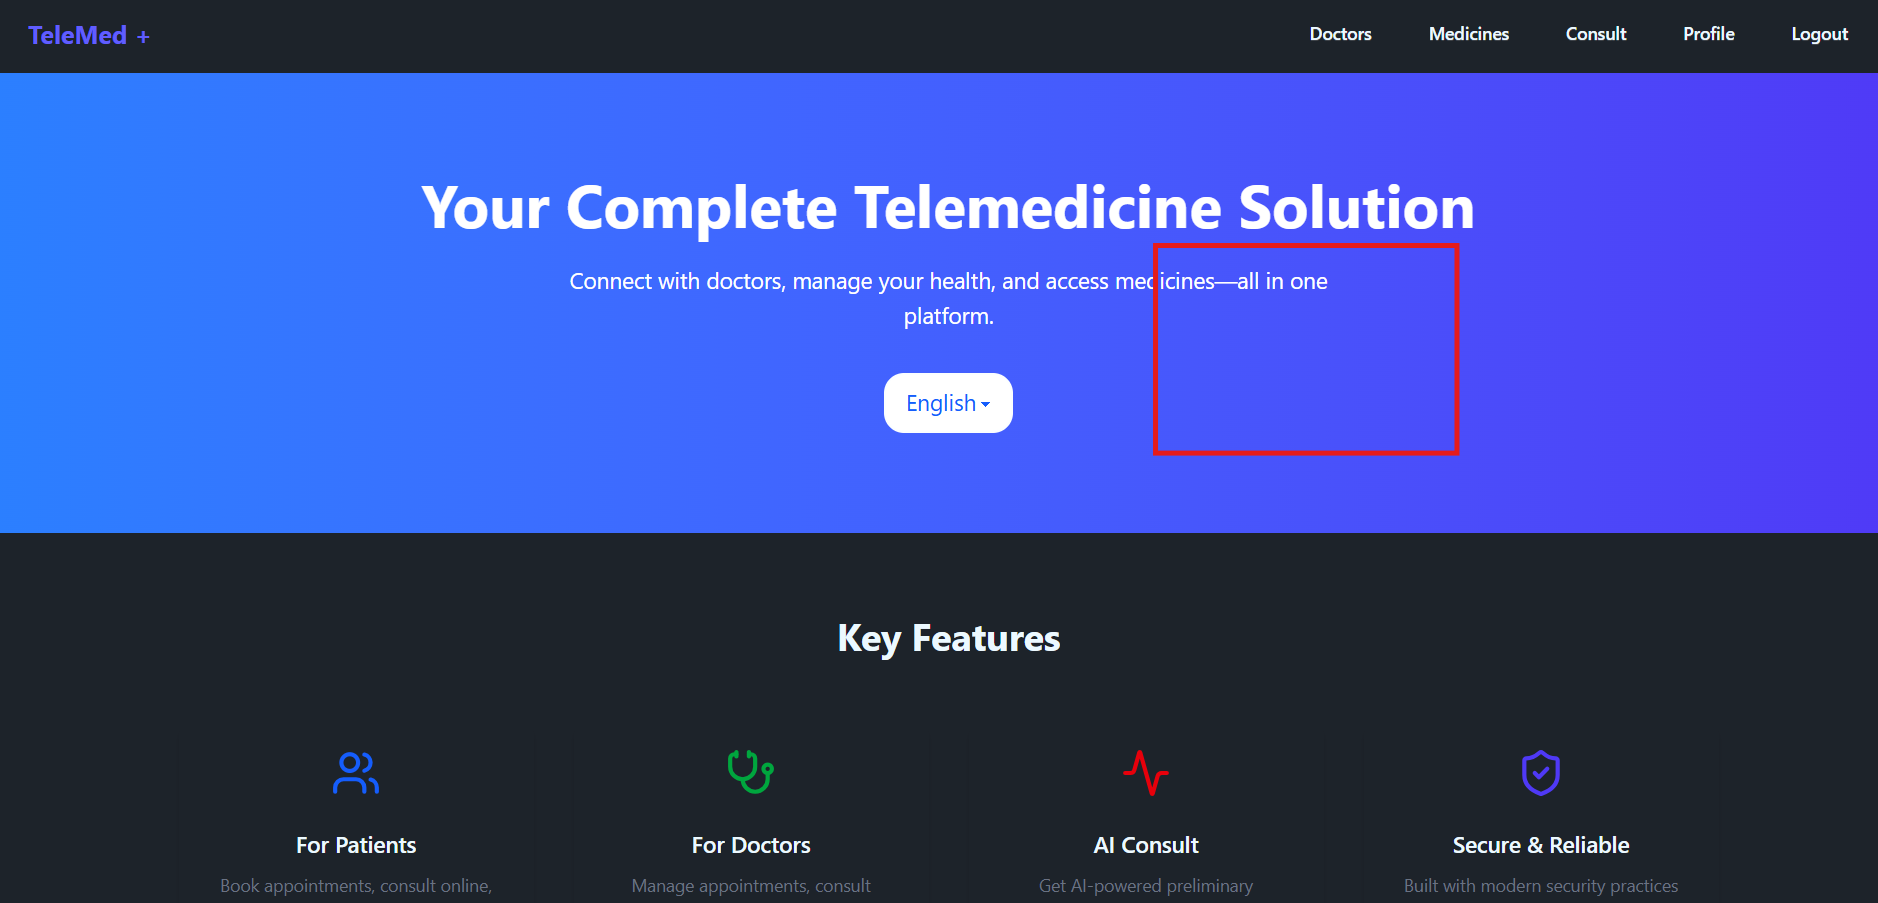 TeleMed +
Doctors
Medicines
Consult
Profile
Logout
Your Complete Telemedicine Solution
Connect with doctors, manage your health, and access medicines—all in one
platform.
English
Key Features
For Patients
Book appointments, consult online,
For Doctors
Manage appointments, consult
AI Consult
Get AI-powered preliminary
Secure & Reliable
Built with modern security practices